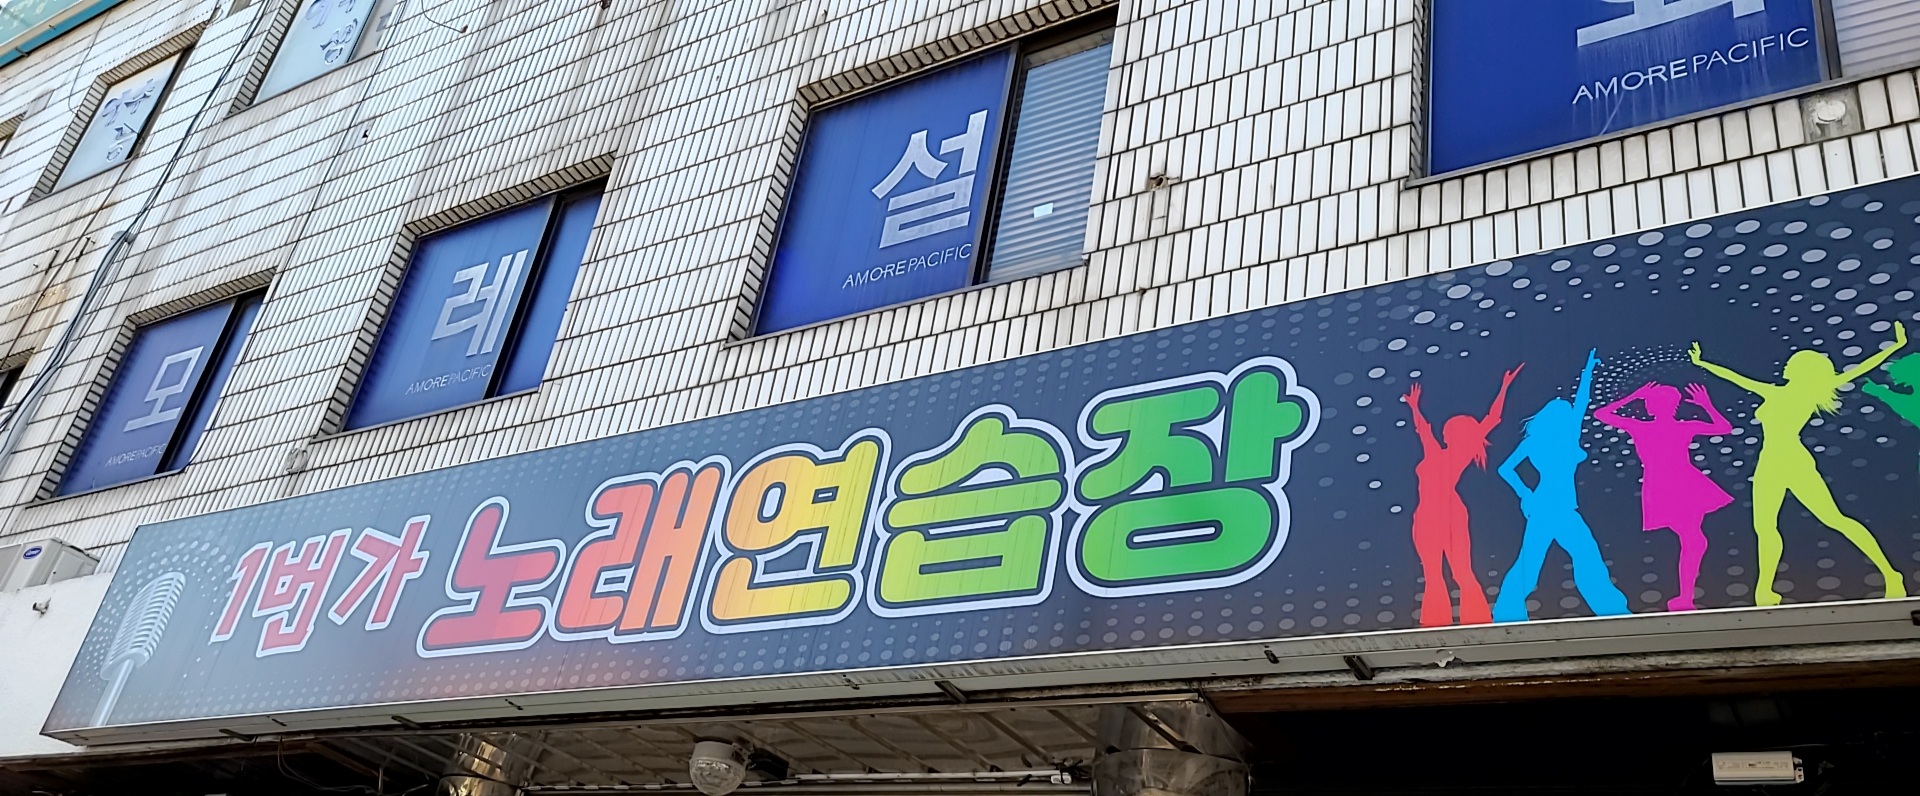 모
AMOREPACIFIC
레
AMOREPACIFIC
설
AMOREPACIFIC
AMOREPACIFIC
1번가 노래연습장